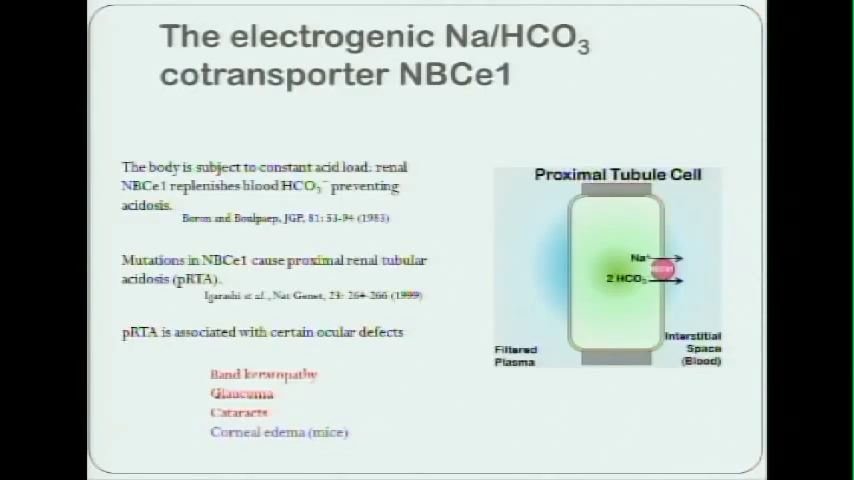 The electrogenic Na/HCO₃
cotransporter NBCe1
The body is subject to constant acid load: renal
NBCe1 replenishes blood HCO₃⁻ preventing
acidosis.
Boron and Boulpaep, JGP, 81: 53-94 (1983)
Mutations in NBCe1 cause proximal renal tubular
acidosis (pRTA).
Igarashi et al., Nat Genet, 23: 264-266 (1999)
pRTA is associated with certain ocular defects
Band keratopathy
Glaucoma
Cataracts
Corneal edema (mice)
Proximal Tubule Cell
Na⁺
2 HCO₃⁻
Filtered
Plasma
Interstitial
Space
(Blood)